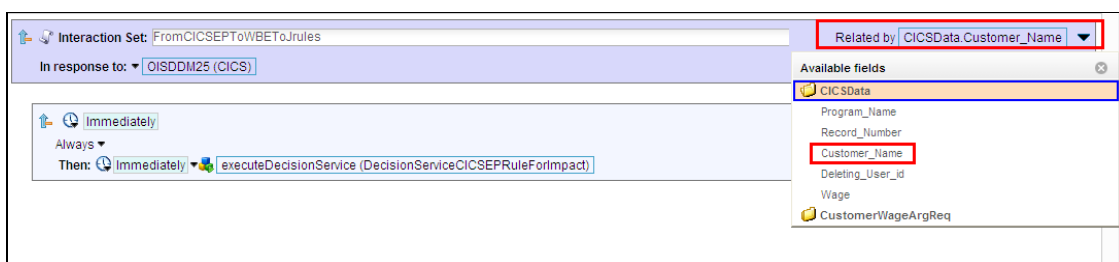 Interaction Set: FromCICSEPToWBEToJrules
Related by CICSData.Customer_Name
In response to: OISDDM25 (CICS)
Available fields
CICSData
Program_Name
Record_Number
Customer_Name
Deleting_User_id
Wage
CustomerWageArgReq
Immediately
Always
Then: Immediately executeDecisionService (DecisionServiceCICSEPRuleForImpact)